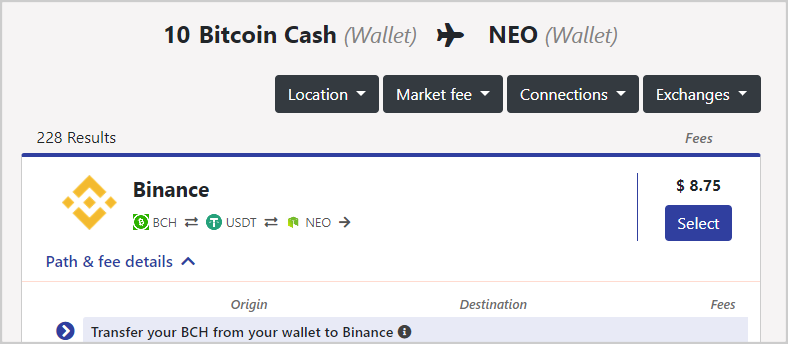 10 Bitcoin Cash (Wallet) NEO (Wallet)
Location Market fee Connections Exchanges
228 Results Fees
Binance
$ 8.75
BCH USDT NEO
Select
Path & fee details
Origin Destination Fees
Transfer your BCH from your wallet to Binance